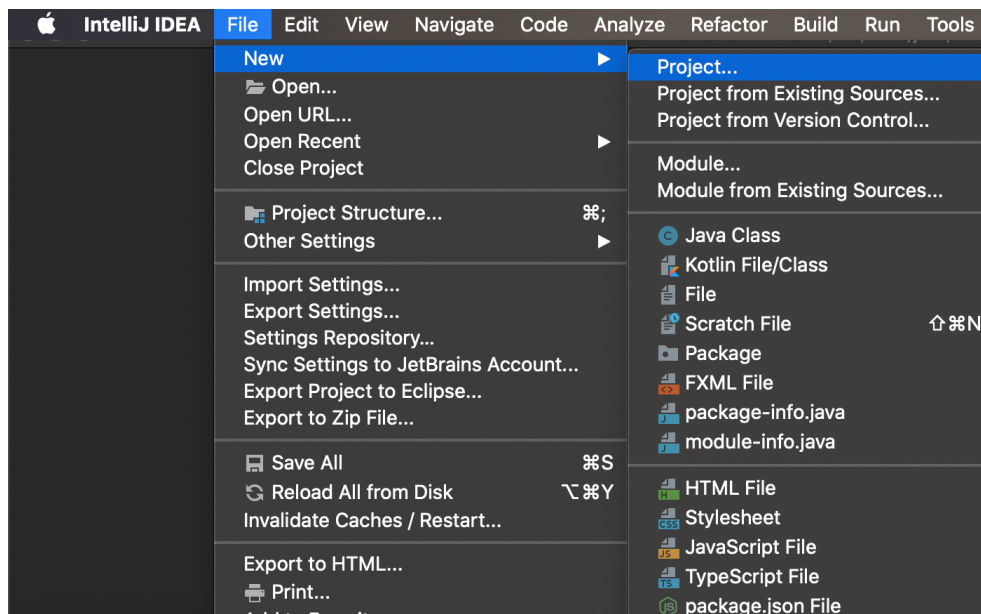 IntelliJ IDEA File Edit View Navigate Code Analyze Refactor Build Run Tools
New
Open...
Open URL...
Open Recent
Close Project
Project Structure... ⌘;
Other Settings
Import Settings...
Export Settings...
Settings Repository...
Sync Settings to JetBrains Account...
Export Project to Eclipse...
Export to Zip File...
Save All ⌘S
Reload All from Disk ⌥⌘Y
Invalidate Caches / Restart...
Export to HTML...
Print...
Project...
Project from Existing Sources...
Project from Version Control...
Module...
Module from Existing Sources...
Java Class
Kotlin File/Class
File
Scratch File ⇧⌘N
Package
FXML File
package-info.java
module-info.java
HTML File
Stylesheet
JavaScript File
TypeScript File
package.json File